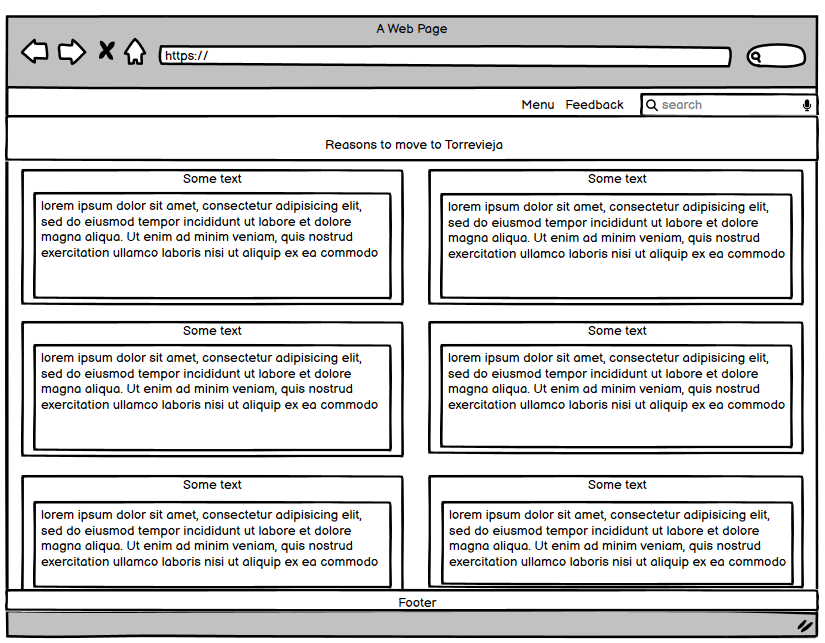 A Web Page
https://
Menu Feedback search
Reasons to move to Torrevieja
Some text
lorem ipsum dolor sit amet, consectetur adipisicing elit,
sed do eiusmod tempor incididunt ut labore et dolore
magna aliqua. Ut enim ad minim veniam, quis nostrud
exercitation ullamco laboris nisi ut aliquip ex ea commodo
Some text
lorem ipsum dolor sit amet, consectetur adipisicing elit,
sed do eiusmod tempor incididunt ut labore et dolore
magna aliqua. Ut enim ad minim veniam, quis nostrud
exercitation ullamco laboris nisi ut aliquip ex ea commodo
Some text
lorem ipsum dolor sit amet, consectetur adipisicing elit,
sed do eiusmod tempor incididunt ut labore et dolore
magna aliqua. Ut enim ad minim veniam, quis nostrud
exercitation ullamco laboris nisi ut aliquip ex ea commodo
Some text
lorem ipsum dolor sit amet, consectetur adipisicing elit,
sed do eiusmod tempor incididunt ut labore et dolore
magna aliqua. Ut enim ad minim veniam, quis nostrud
exercitation ullamco laboris nisi ut aliquip ex ea commodo
Some text
lorem ipsum dolor sit amet, consectetur adipisicing elit,
sed do eiusmod tempor incididunt ut labore et dolore
magna aliqua. Ut enim ad minim veniam, quis nostrud
exercitation ullamco laboris nisi ut aliquip ex ea commodo
Some text
lorem ipsum dolor sit amet, consectetur adipisicing elit,
sed do eiusmod tempor incididunt ut labore et dolore
magna aliqua. Ut enim ad minim veniam, quis nostrud
exercitation ullamco laboris nisi ut aliquip ex ea commodo
Footer